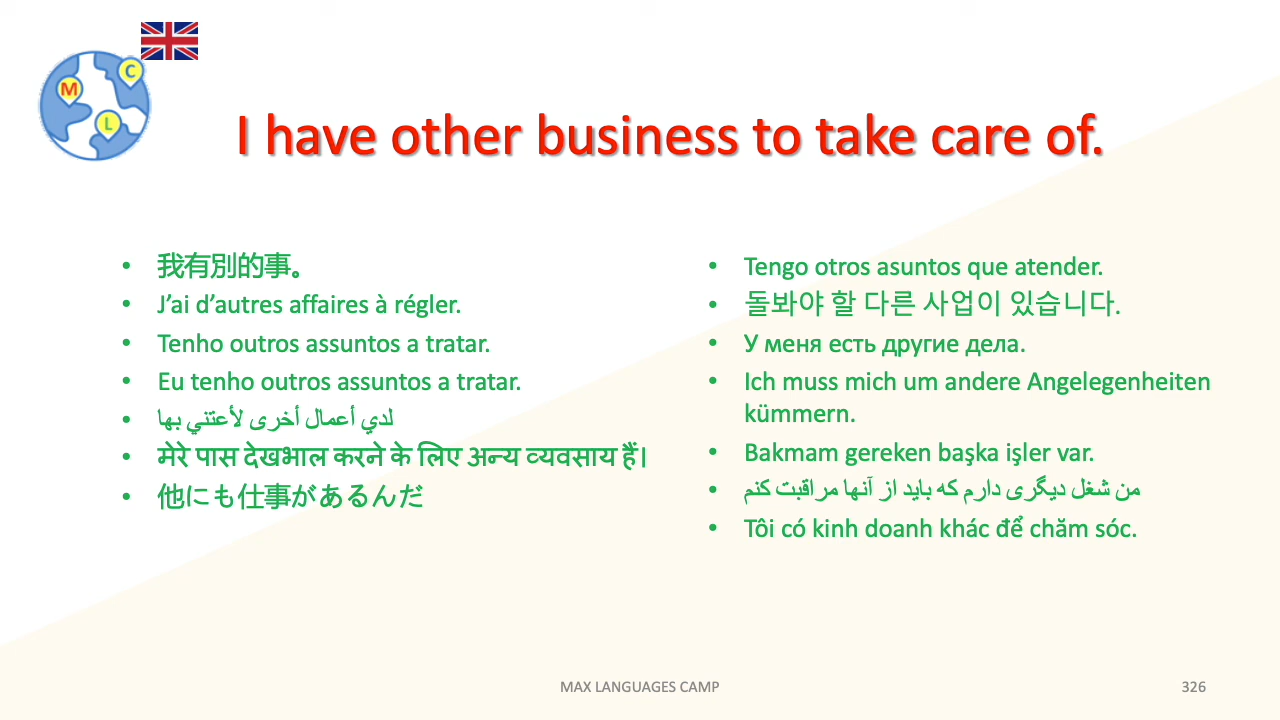 C
M
L
I have other business to take care of.
• 我有別的事。
• J’ai d’autres affaires à régler.
• Tenho outros assuntos a tratar.
• Eu tenho outros assuntos a tratar.
• لدي أعمال أخرى لأعتني بها
• मेरे पास देखभाल करने के लिए अन्य व्यवसाय हैं।
• 他にも仕事があるんだ
• Tengo otros asuntos que atender.
• 돌봐야 할 다른 사업이 있습니다.
• У меня есть другие дела.
• Ich muss mich um andere Angelegenheiten
kümmern.
• Bakmam gereken başka işler var.
• من شغل دیگری دارم که باید از آنها مراقبت کنم
• Tôi có kinh doanh khác để chăm sóc.
MAX LANGUAGES CAMP
326